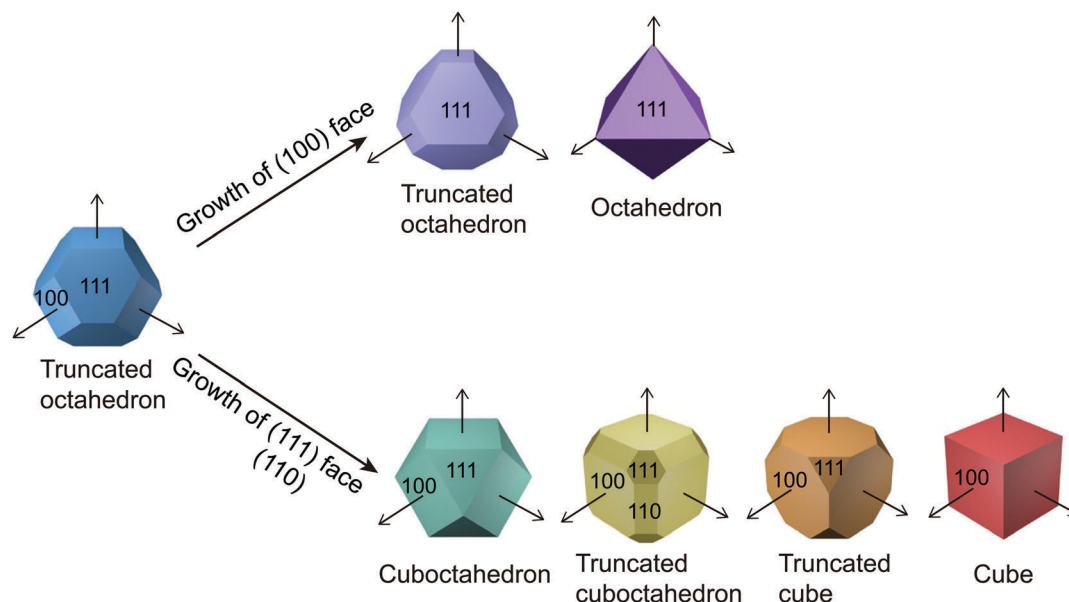 111
111
Growth of (100) face
Truncated
octahedron
Octahedron
100
111
Truncated
octahedron
Growth of (111) face
(110)
100
111
Cuboctahedron
100
111
110
Truncated
cuboctahedron
100
111
Truncated
cube
100
Cube